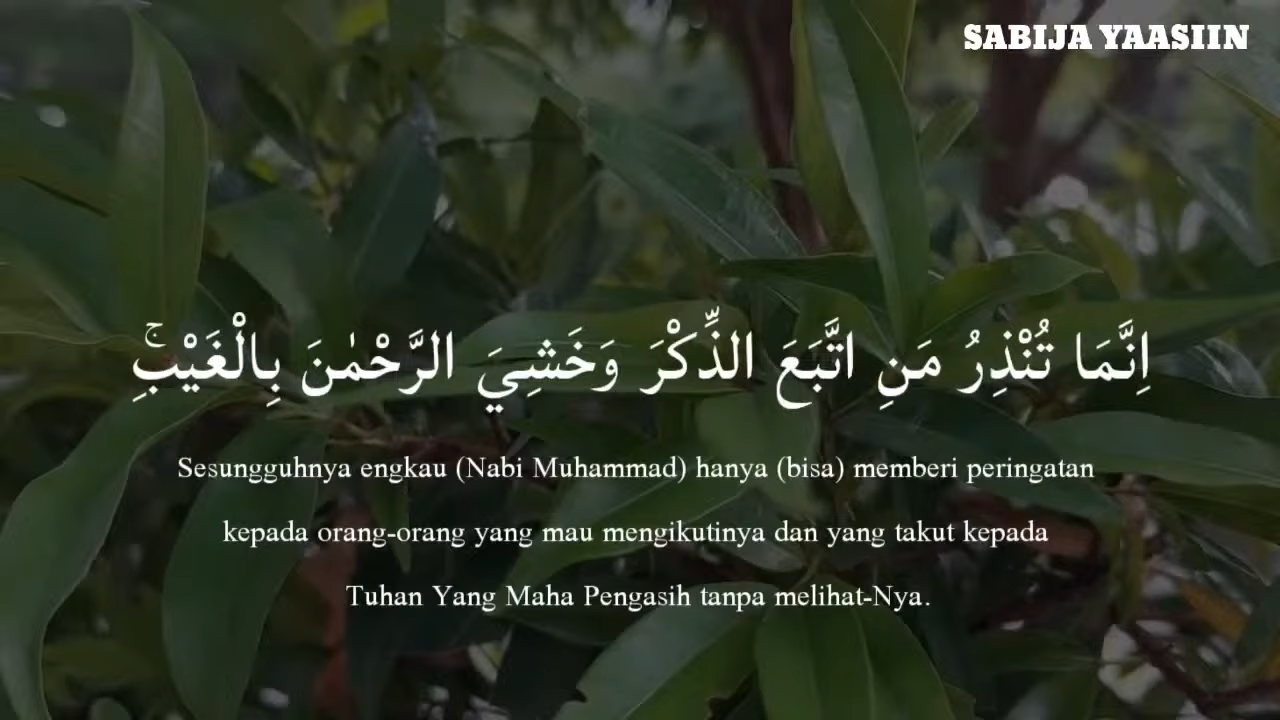 SABIJA YAASIIN
اِنَّمَا تُنْذِرُ مَنِ اتَّبَعَ الذِّكْرَ وَخَشِيَ الرَّحْمٰنَ بِالْغَيْبِۚ
Sesungguhnya engkau (Nabi Muhammad) hanya (bisa) memberi peringatan
kepada orang-orang yang mau mengikutinya dan yang takut kepada
Tuhan Yang Maha Pengasih tanpa melihat-Nya.